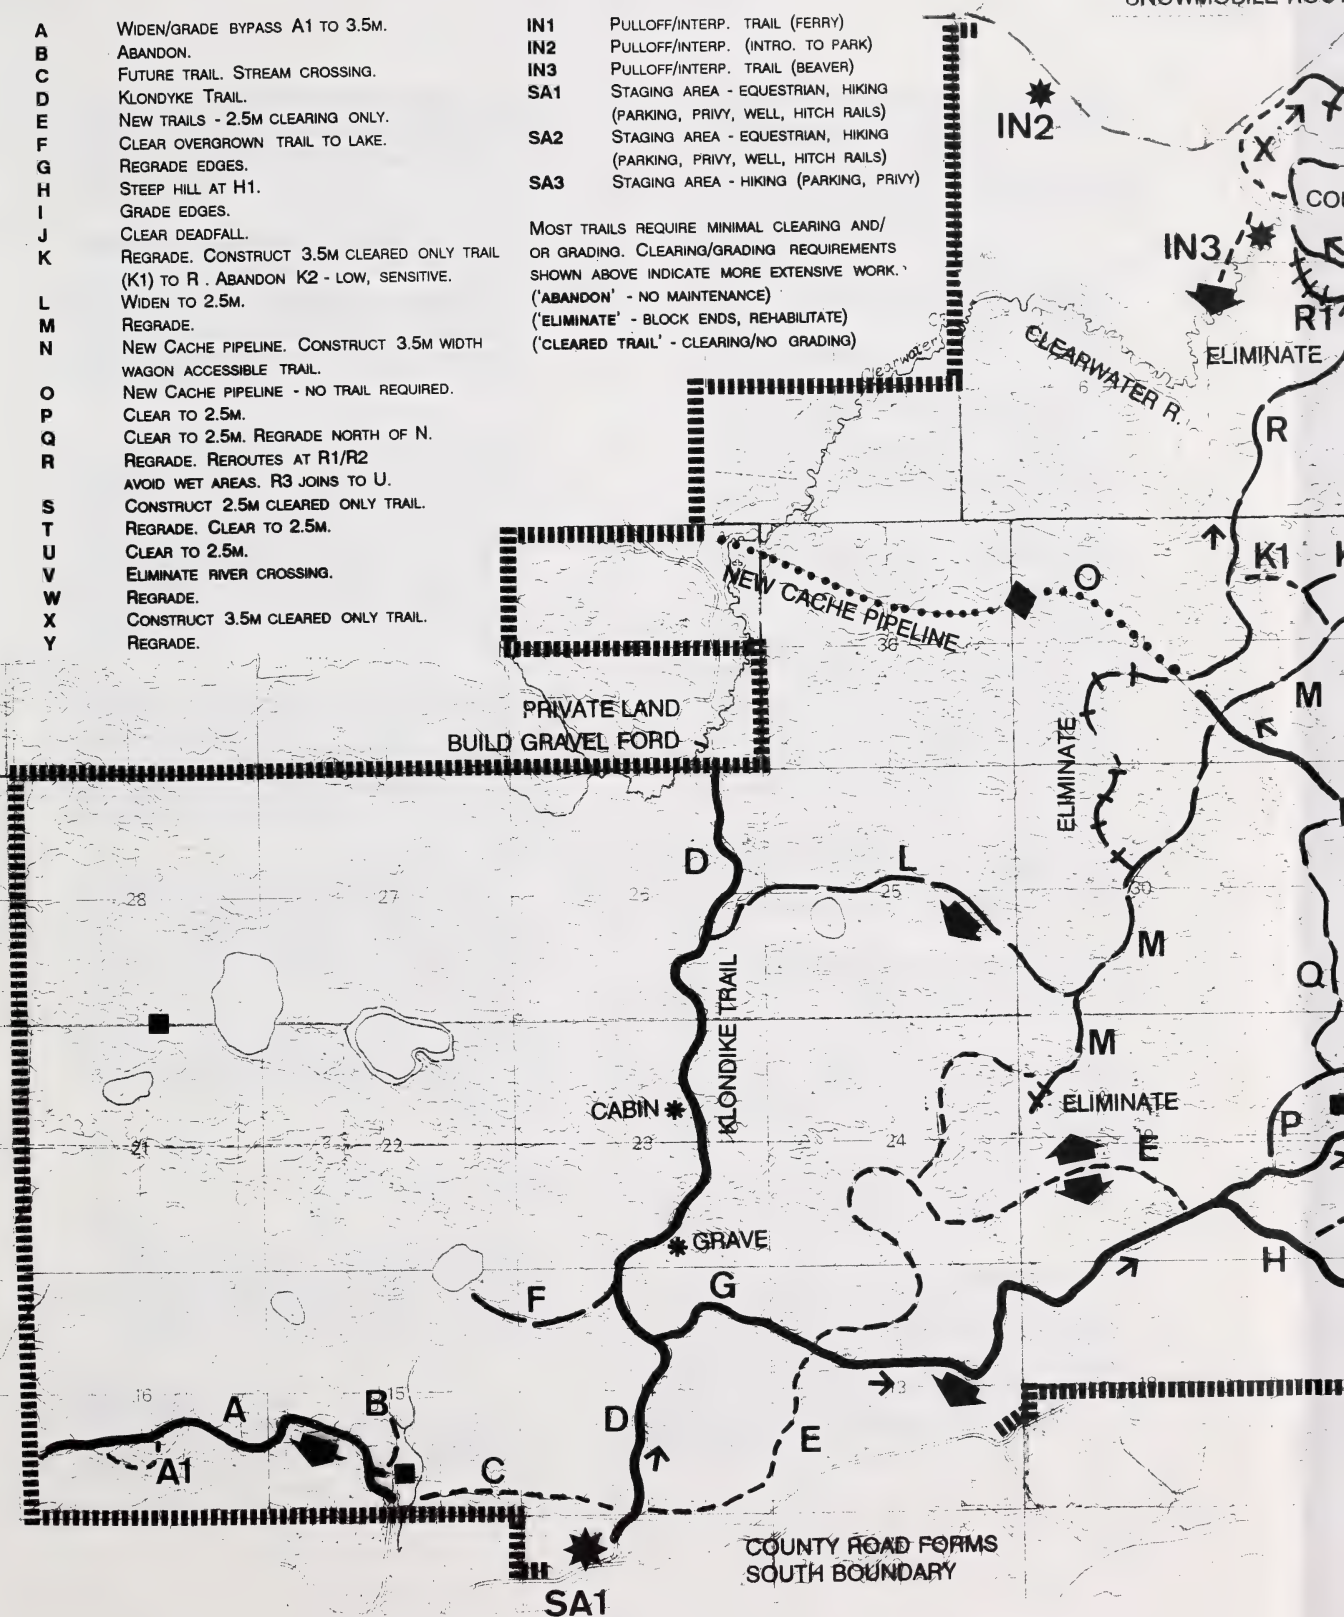 A WIDEN/GRADE BYPASS A1 TO 3.5M.
B ABANDON.
C FUTURE TRAIL. STREAM CROSSING.
D KLONDYKE TRAIL.
E NEW TRAILS - 2.5M CLEARING ONLY.
F CLEAR OVERGROWN TRAIL TO LAKE.
G REGRADE EDGES.
H STEEP HILL AT H1.
I GRADE EDGES.
J CLEAR DEADFALL.
K REGRADE. CONSTRUCT 3.5M CLEARED ONLY TRAIL
(K1) TO R . ABANDON K2 - LOW, SENSITIVE.
L WIDEN TO 2.5M.
M REGRADE.
N NEW CACHE PIPELINE. CONSTRUCT 3.5M WIDTH
WAGON ACCESSIBLE TRAIL.
O NEW CACHE PIPELINE - NO TRAIL REQUIRED.
P CLEAR TO 2.5M.
Q CLEAR TO 2.5M. REGRADE NORTH OF N.
R REGRADE. REROUTES AT R1/R2
AVOID WET AREAS. R3 JOINS TO U.
S CONSTRUCT 2.5M CLEARED ONLY TRAIL.
T REGRADE. CLEAR TO 2.5M.
U CLEAR TO 2.5M.
V ELIMINATE RIVER CROSSING.
W REGRADE.
X CONSTRUCT 3.5M CLEARED ONLY TRAIL.
Y REGRADE.
IN1 PULLOFF/INTERP. TRAIL (FERRY)
IN2 PULLOFF/INTERP. (INTRO. TO PARK)
IN3 PULLOFF/INTERP. TRAIL (BEAVER)
SA1 STAGING AREA - EQUESTRIAN, HIKING
(PARKING, PRIVY, WELL, HITCH RAILS)
SA2 STAGING AREA - EQUESTRIAN, HIKING
(PARKING, PRIVY, WELL, HITCH RAILS)
SA3 STAGING AREA - HIKING (PARKING, PRIVY)
MOST TRAILS REQUIRE MINIMAL CLEARING AND/
OR GRADING. CLEARING/GRADING REQUIREMENTS
SHOWN ABOVE INDICATE MORE EXTENSIVE WORK.
('ABANDON' - NO MAINTENANCE)
('ELIMINATE' - BLOCK ENDS, REHABILITATE)
('CLEARED TRAIL' - CLEARING/NO GRADING)
IN2
X
IN3
R1
ELIMINATE
Clearwater
CLEARWATER R.
6
R
K1
O
NEW CACHE PIPELINE
36
31
M
PRIVATE LAND
BUILD GRAVEL FORD
ELIMINATE
D
L
28
27
26
25
30
M
Q
KLONDIKE TRAIL
M
CABIN
ELIMINATE
21
22
23
24
19
P
E
GRAVE
H
F
G
16
15
13
18
A
B
D
E
A1
C
COUNTY ROAD FORMS
SOUTH BOUNDARY
SA1